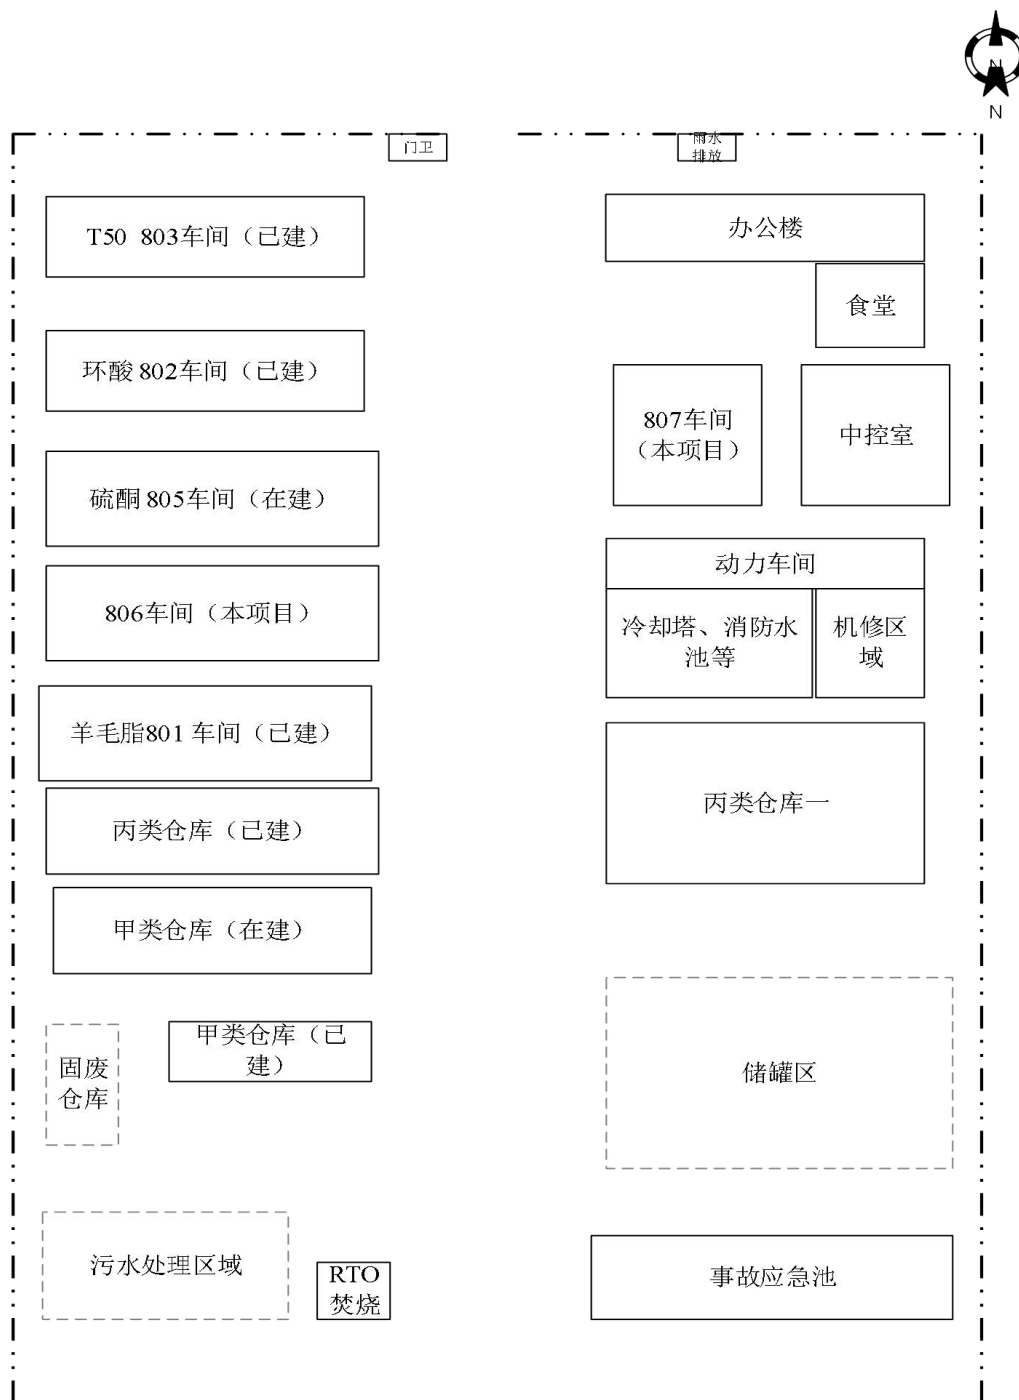 N
N
门卫
雨水
排放
T50 803车间（已建）
办公楼
食堂
环酸 802车间（已建）
807车间
（本项目）
中控室
硫酮 805车间（在建）
动力车间
806车间（本项目）
冷却塔、消防水
池等
机修区
域
羊毛脂801 车间（已建）
丙类仓库一
丙类仓库（已建）
甲类仓库（在建）
甲类仓库（已
建）
固废
仓库
储罐区
污水处理区域
RTO
焚烧
事故应急池